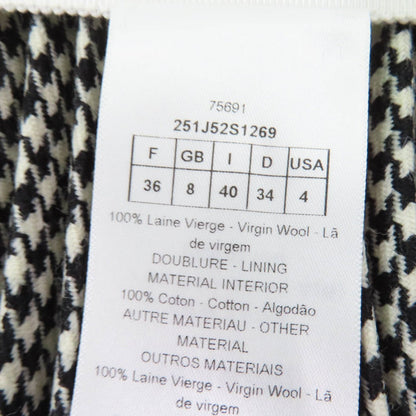 75691
251J52S1269
F GB I D USA
36 8 40 34 4
100% Laine Vierge - Virgin Wool - Lã
de virgem
DOUBLURE - LINING
MATERIAL INTERIOR
100% Coton - Cotton - Algodão
AUTRE MATERIAU - OTHER
MATERIAL
OUTROS MATERIAIS
100% Laine Vierge - Virgin Wool - Lã
de virgem